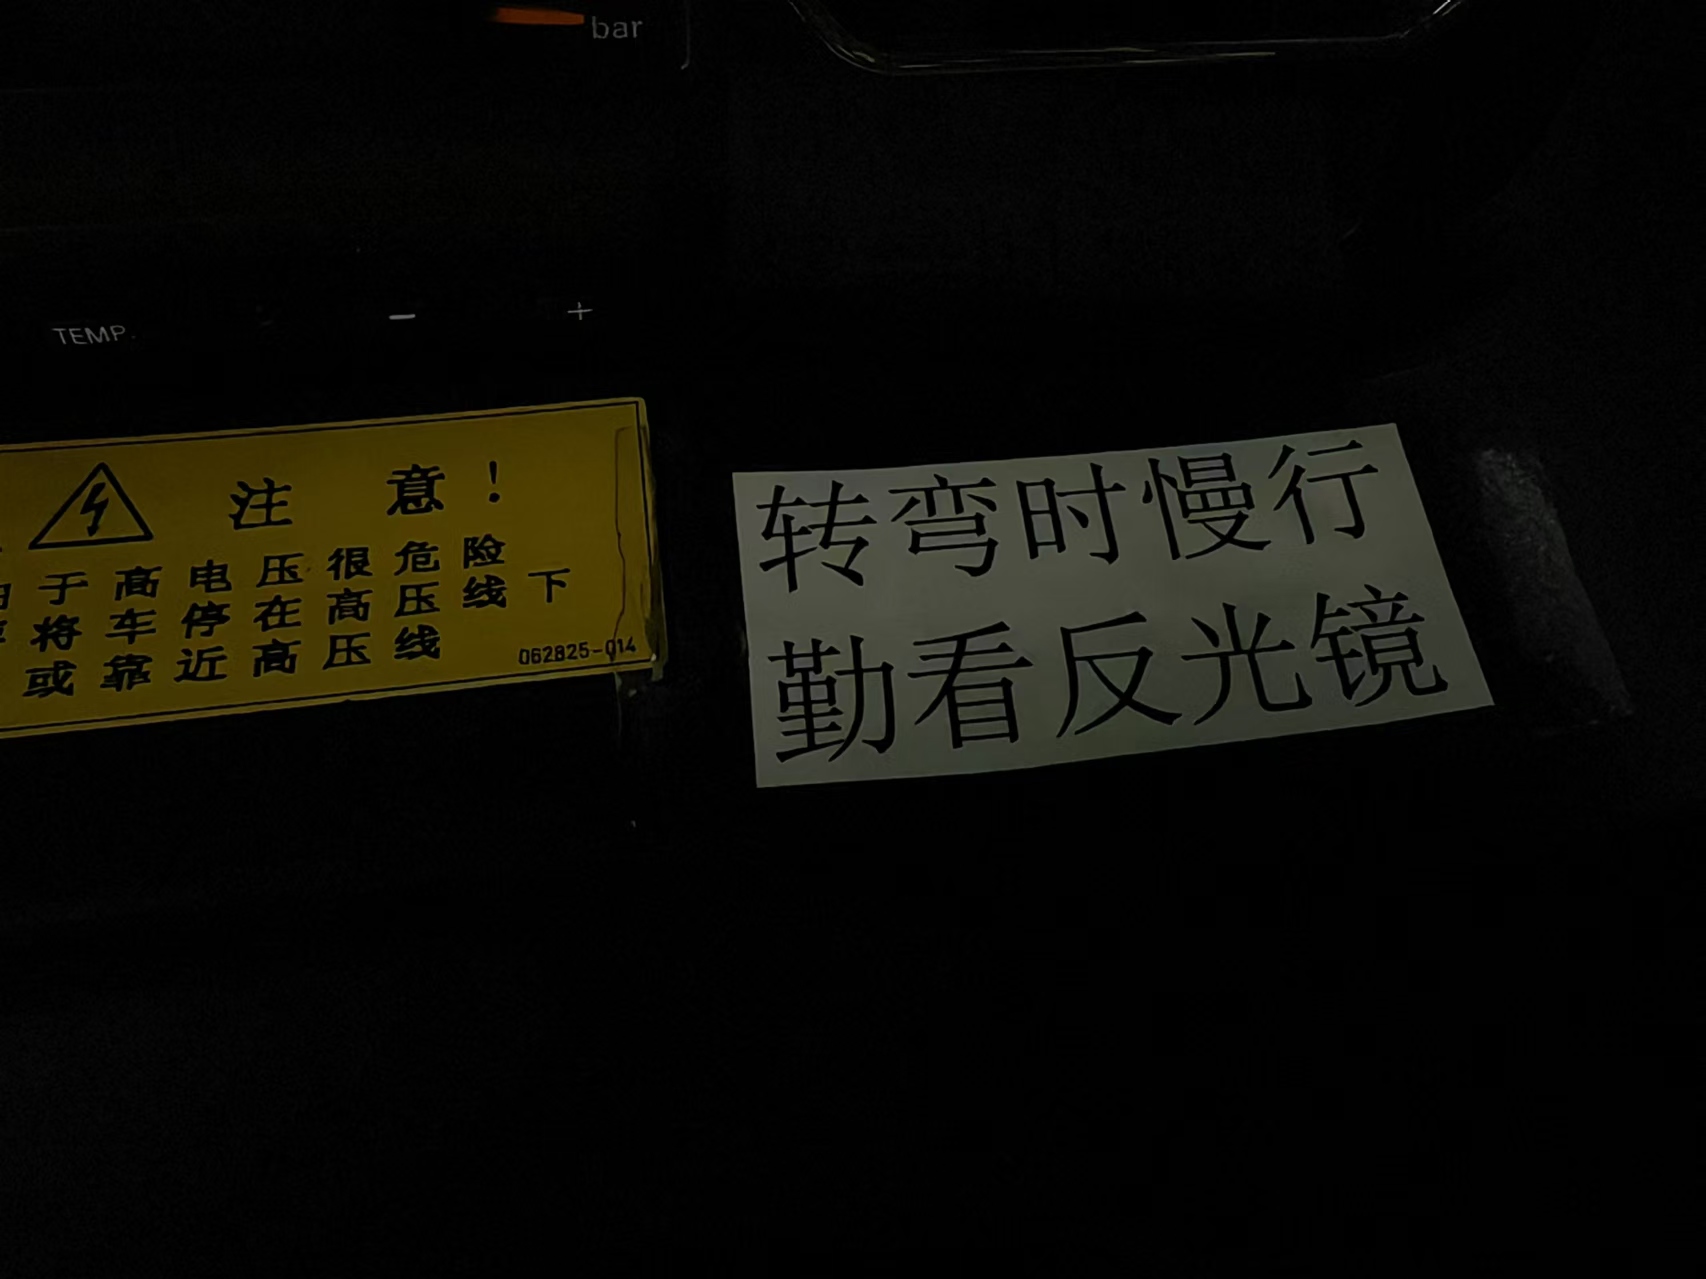 bar
TEMP.
- +
注 意 !
于 高 电 压 很 危 险
将 车 停 在 高 压 线 下
或 靠 近 高 压 线
062825-014
转弯时慢行
勤看反光镜